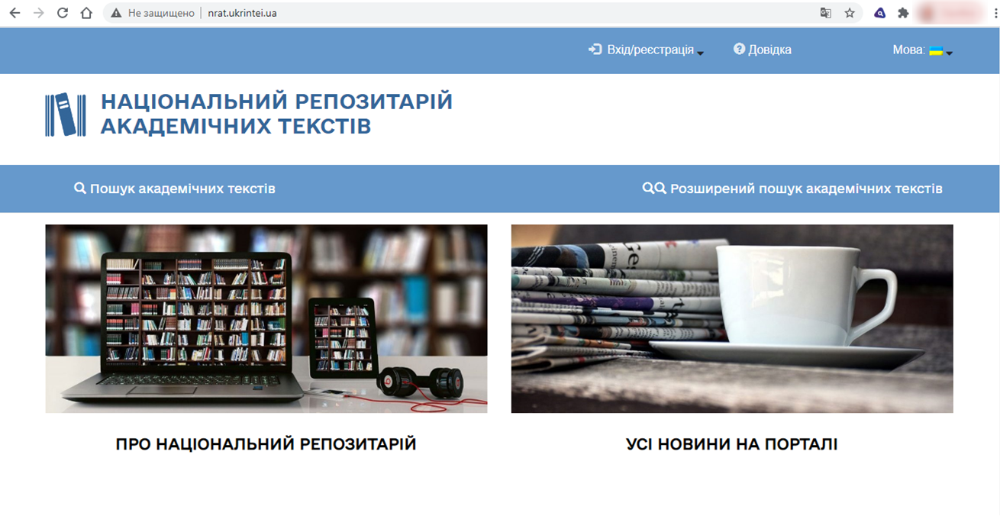 Не защищено
nrat.ukrintei.ua
Вхід/реєстрація
Довідка
Мова:
НАЦІОНАЛЬНИЙ РЕПОЗИТАРІЙ
АКАДЕМІЧНИХ ТЕКСТІВ
Пошук академічних текстів
Розширений пошук академічних текстів
ПРО НАЦІОНАЛЬНИЙ РЕПОЗИТАРІЙ
УСІ НОВИНИ НА ПОРТАЛІ